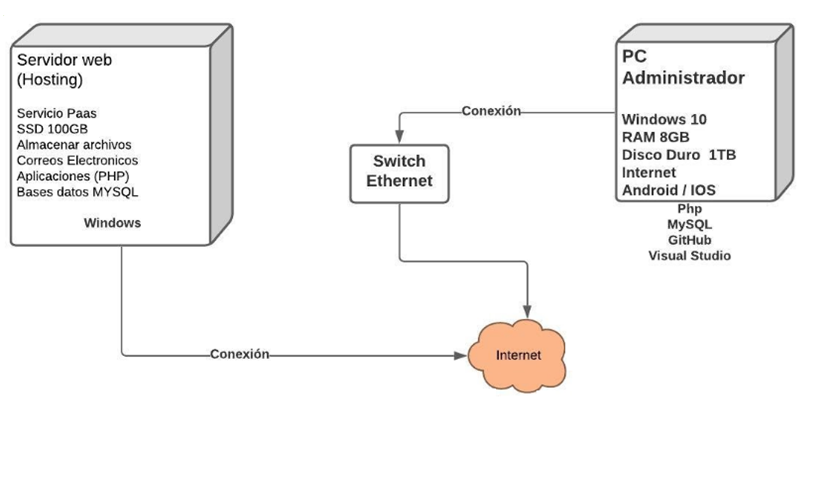 Servidor web
(Hosting)
Servicio Paas
SSD 100GB
Almacenar archivos
Correos Electronicos
Aplicaciones (PHP)
Bases datos MYSQL
Windows
Conexión
Switch
Ethernet
PC
Administrador
Windows 10
RAM 8GB
Disco Duro 1TB
Internet
Android / IOS
Php
MySQL
GitHub
Visual Studio
Conexión
Internet